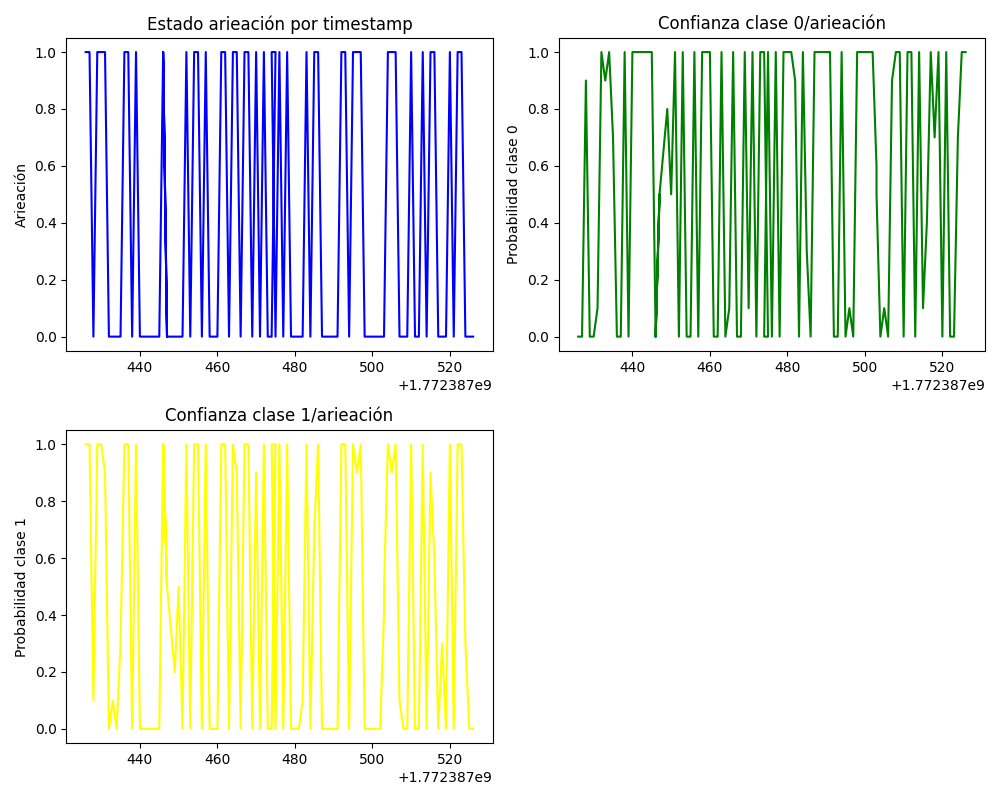 Estado arieación por timestamp
Arieación
1.0
0.8
0.6
0.4
0.2
0.0
440 460 480 500 520
+1.772387e9
Confianza clase 0/arieación
Probabilidad clase 0
1.0
0.8
0.6
0.4
0.2
0.0
440 460 480 500 520
+1.772387e9
Confianza clase 1/arieación
Probabilidad clase 1
1.0
0.8
0.6
0.4
0.2
0.0
440 460 480 500 520
+1.772387e9